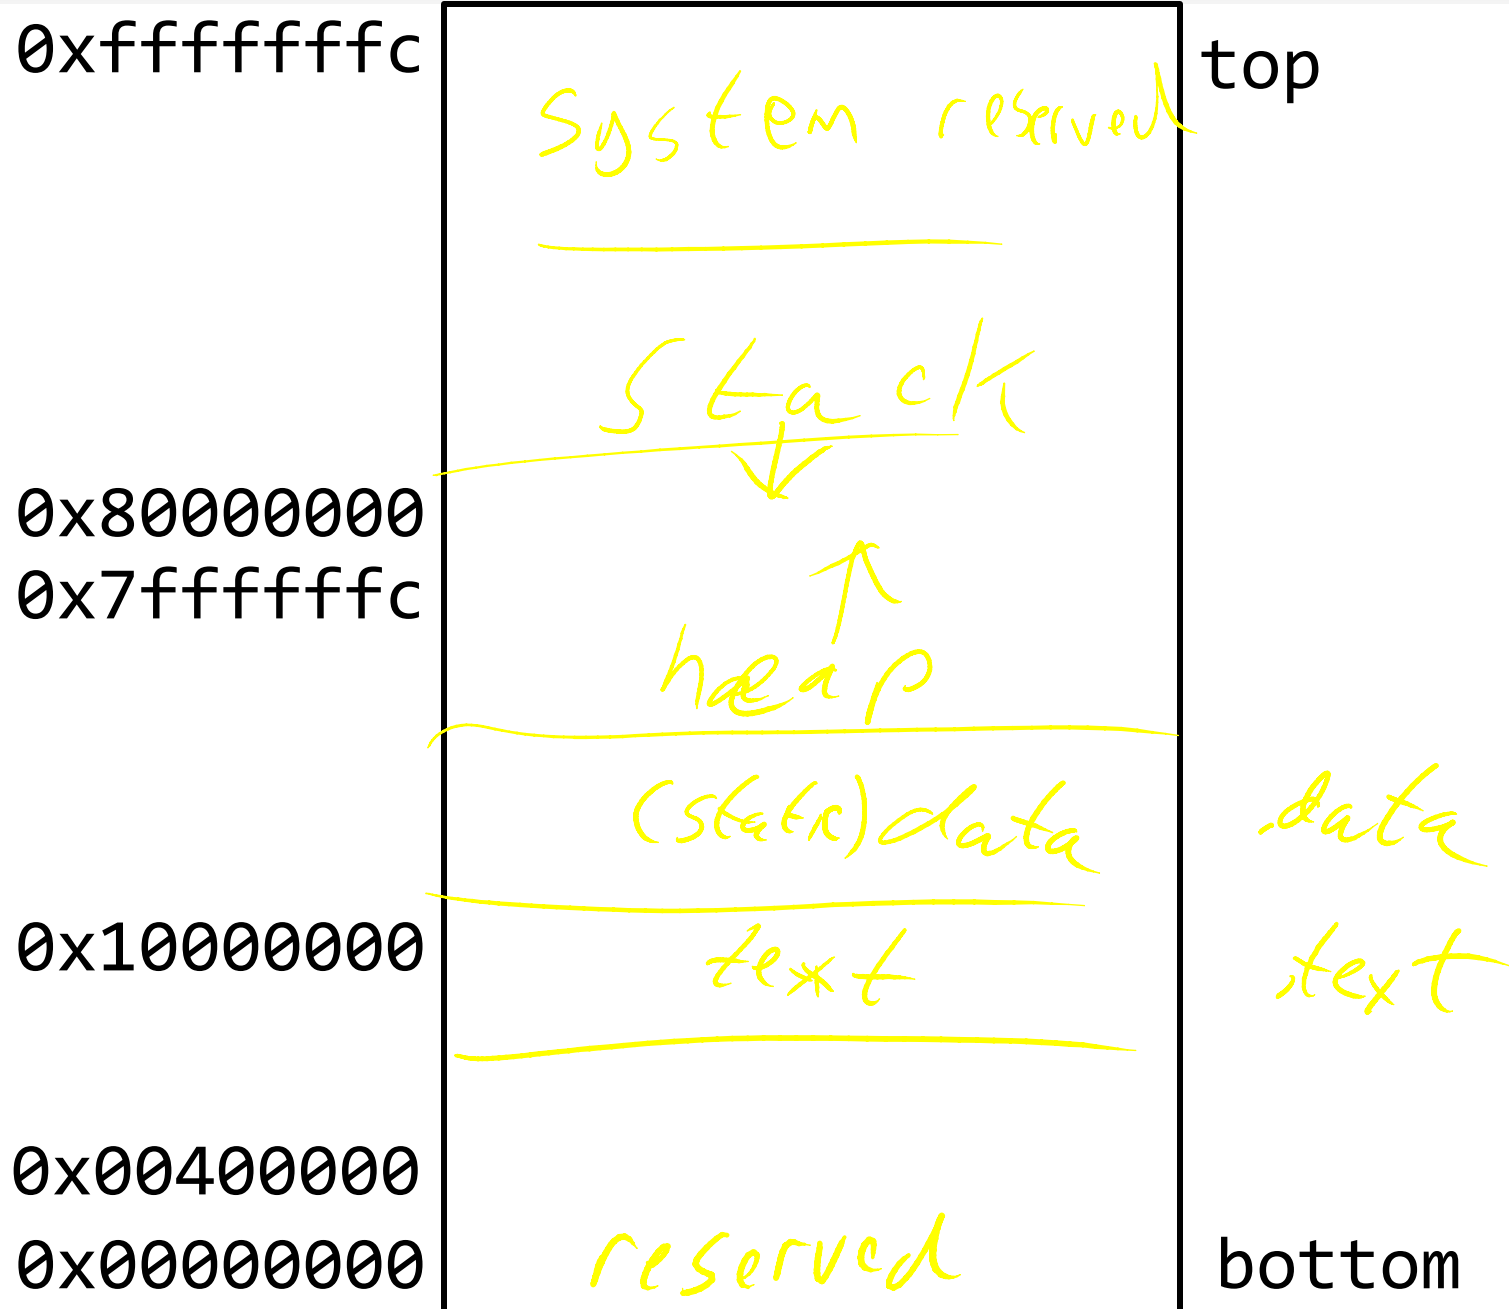 0xfffffffc
top
system reserved
stack
0x80000000
0x7ffffffc
heap
(static) data .data
0x10000000
text .text
0x00400000
0x00000000
reserved
bottom